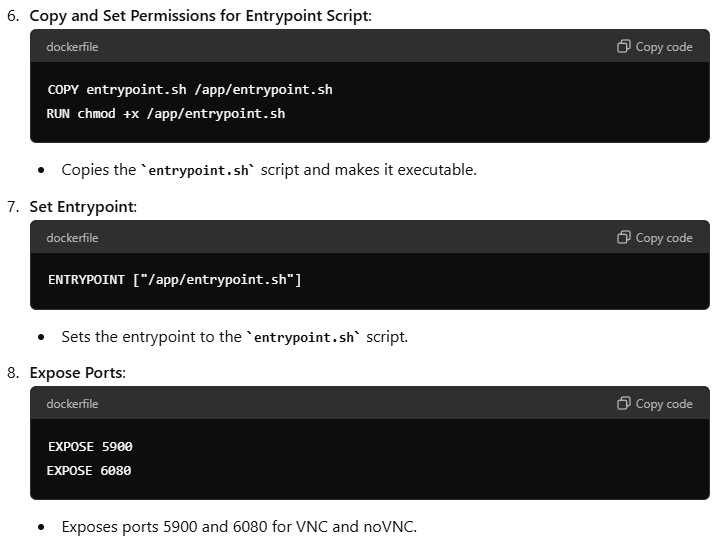 6. Copy and Set Permissions for Entrypoint Script:
dockerfile Copy code
COPY entrypoint.sh /app/entrypoint.sh
RUN chmod +x /app/entrypoint.sh
• Copies the `entrypoint.sh` script and makes it executable.
7. Set Entrypoint:
dockerfile Copy code
ENTRYPOINT ["/app/entrypoint.sh"]
• Sets the entrypoint to the `entrypoint.sh` script.
8. Expose Ports:
dockerfile Copy code
EXPOSE 5900
EXPOSE 6080
• Exposes ports 5900 and 6080 for VNC and noVNC.